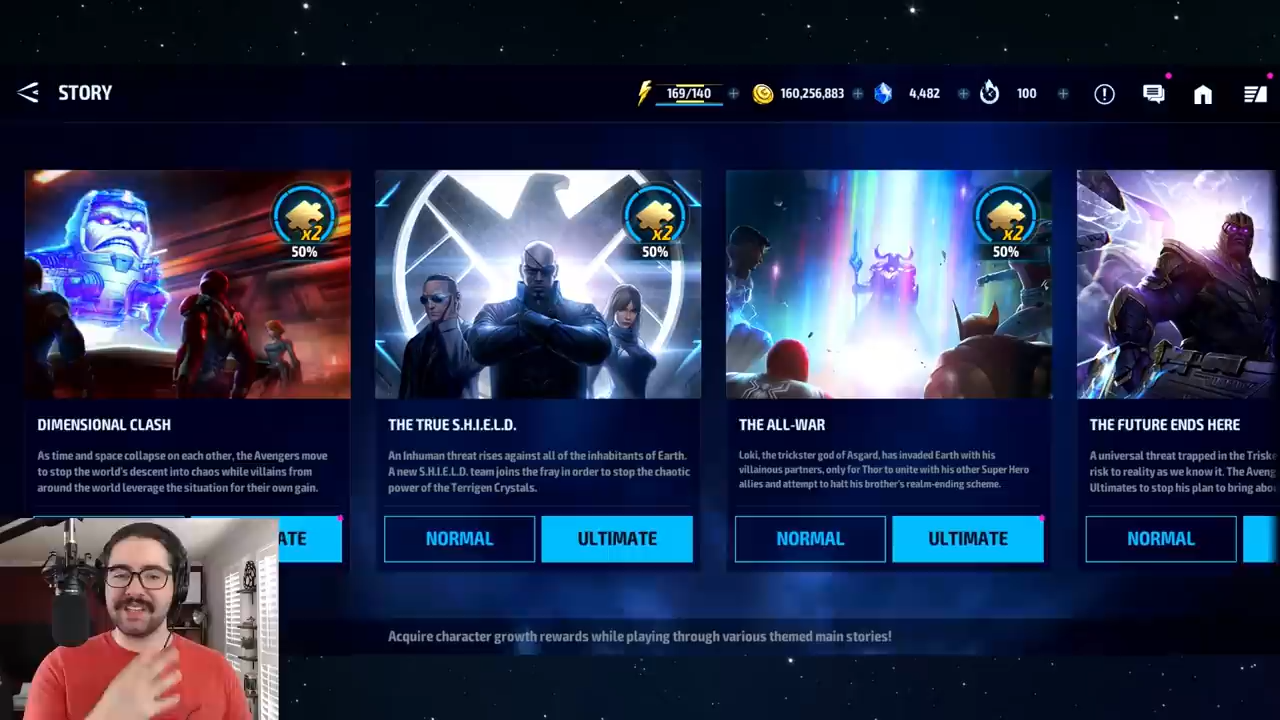 STORY
169/140
160,256,883
4,482
100
x2
50%
x2
50%
x2
50%
DIMENSIONAL CLASH
As time and space collapse on each other, the Avengers move
to stop the world's descent into chaos while villains from
around the world leverage the situation for their own gain.
ATE
THE TRUE S.H.I.E.L.D.
An Inhuman threat rises against all of the inhabitants of Earth.
A new S.H.I.E.L.D. team joins the fray in order to stop the chaotic
power of the Terrigen Crystals.
NORMAL
ULTIMATE
THE ALL-WAR
Loki, the trickster god of Asgard, has invaded Earth with his
villainous partners, only for Thor to unite with his other Super Hero
allies and attempt to halt his brother's realm-ending scheme.
NORMAL
ULTIMATE
THE FUTURE ENDS HERE
A universal threat trapped in the Triske
risk to reality as we know it. The Aveng
Ultimates to stop his plan to bring abo
NORMAL
Acquire character growth rewards while playing through various themed main stories!